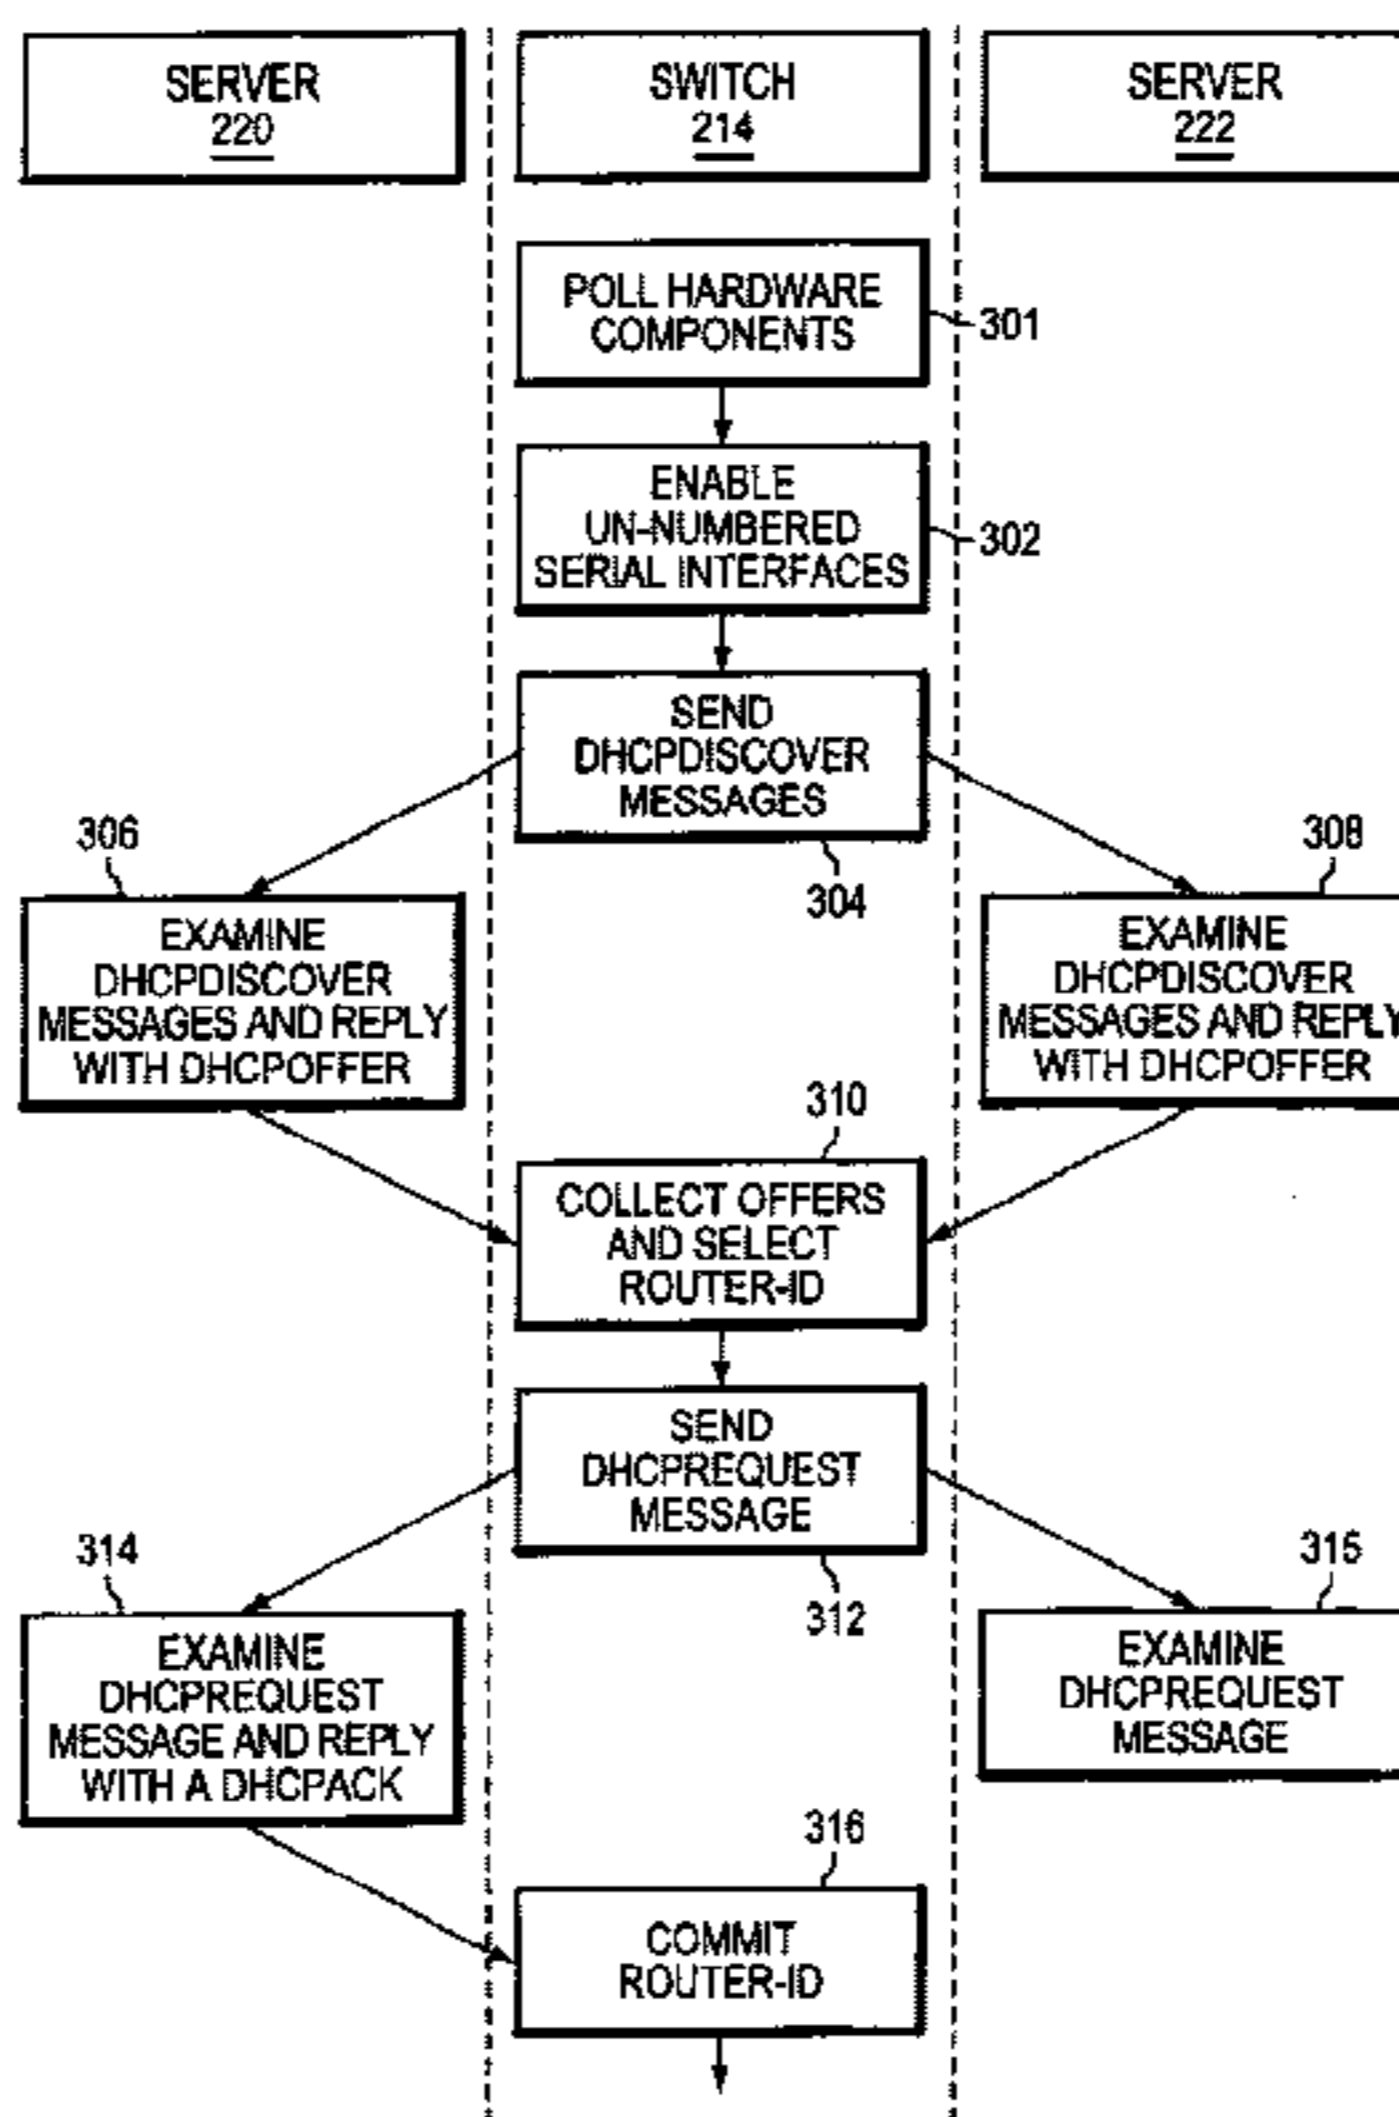 SERVER
220
SWITCH
214
SERVER
222
POLL HARDWARE
COMPONENTS
301
ENABLE
UN-NUMBERED
SERIAL INTERFACES
302
SEND
DHCPDISCOVER
MESSAGES
304
306
EXAMINE
DHCPDISCOVER
MESSAGES AND REPLY
WITH DHCPOFFER
308
EXAMINE
DHCPDISCOVER
MESSAGES AND REPLY
WITH DHCPOFFER
310
COLLECT OFFERS
AND SELECT
ROUTER-ID
SEND
DHCPREQUEST
MESSAGE
312
314
EXAMINE
DHCPREQUEST
MESSAGE AND REPLY
WITH A DHCPACK
315
EXAMINE
DHCPREQUEST
MESSAGE
316
COMMIT
ROUTER-ID